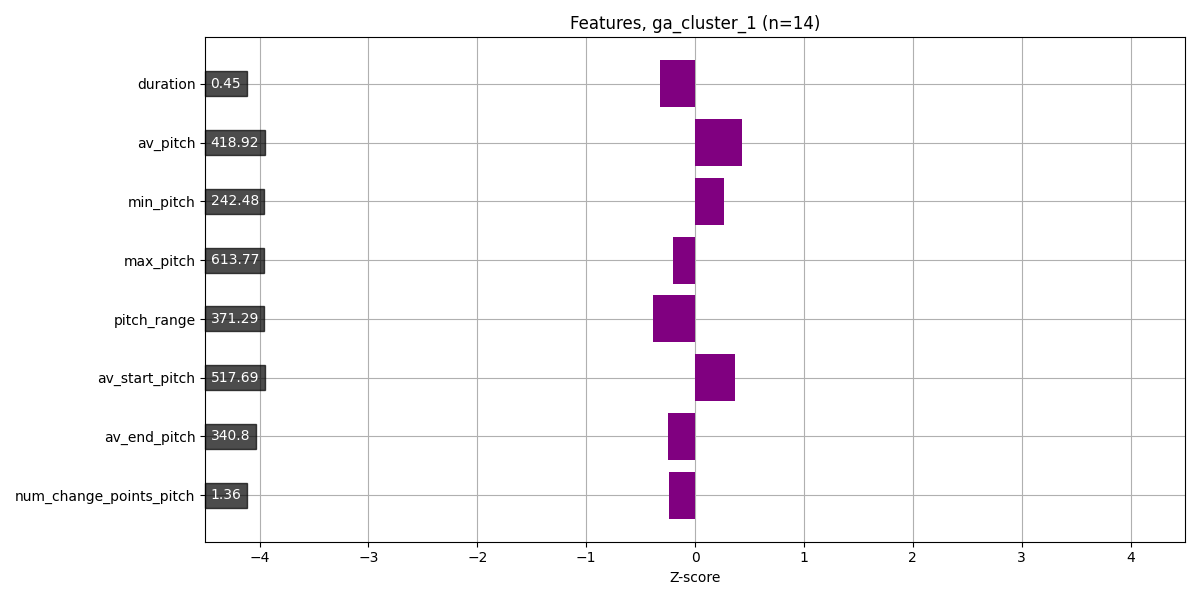 Features, ga_cluster_1 (n=14)
duration 0.45
av_pitch 418.92
min_pitch 242.48
max_pitch 613.77
pitch_range 371.29
av_start_pitch 517.69
av_end_pitch 340.8
num_change_points_pitch 1.36
−4 −3 −2 −1 0 1 2 3 4
Z-score